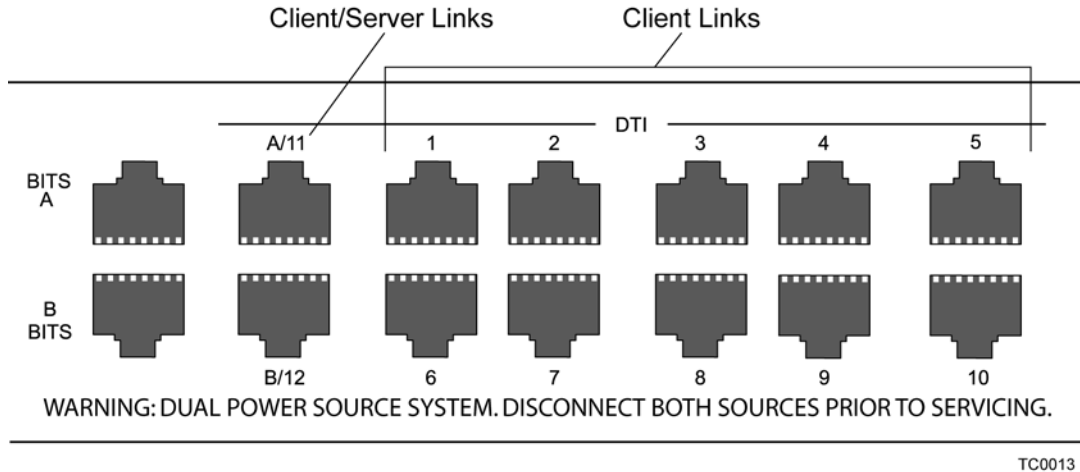 Client/Server Links
Client Links
DTI
A/11 1 2 3 4 5
BITS
A
B
BITS
B/12 6 7 8 9 10
WARNING: DUAL POWER SOURCE SYSTEM. DISCONNECT BOTH SOURCES PRIOR TO SERVICING.
TC0013